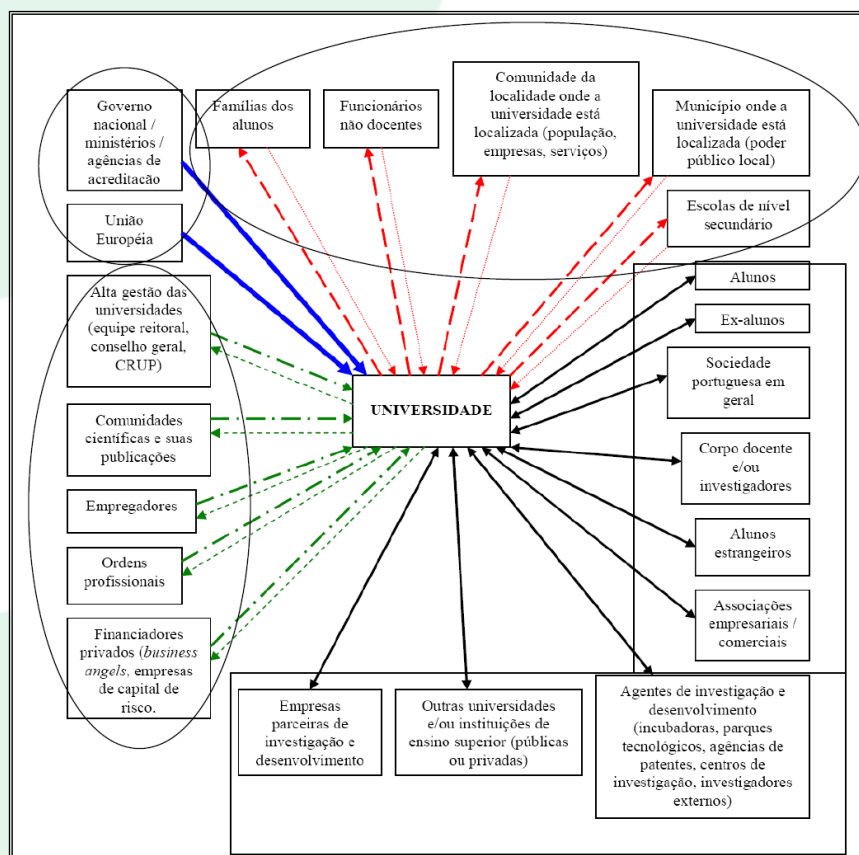 Governo
nacional /
ministérios /
agências de
acreditacão
União
Européia
Famílias dos
alunos
Funcionários
não docentes
Comunidade da
localidade onde a
universidade está
localizada (população,
empresas, serviços)
Município onde a
universidade está
localizada (poder
público local)
Escolas de nível
secundário
Alta gestão das
universidades
(equipe reitoral,
conselho geral,
CRUP)
Comunidades
científicas e suas
publicações
Empregadores
Ordens
profissionais
Financiadores
privados (business
angels, empresas
de capital de
risco.
UNIVERSIDADE
Alunos
Ex-alunos
Sociedade
portuguesa em
geral
Corpo docente
e/ou
investigadores
Alunos
estrangeiros
Associações
empresariais /
comerciais
Empresas
parceiras de
investigação e
desenvolvimento
Outras universidades
e/ou instituições de
ensino superior (públicas
ou privadas)
Agentes de investigação e
desenvolvimento
(incubadoras, parques
tecnológicos, agências de
patentes, centros de
investigação, investigadores
externos)